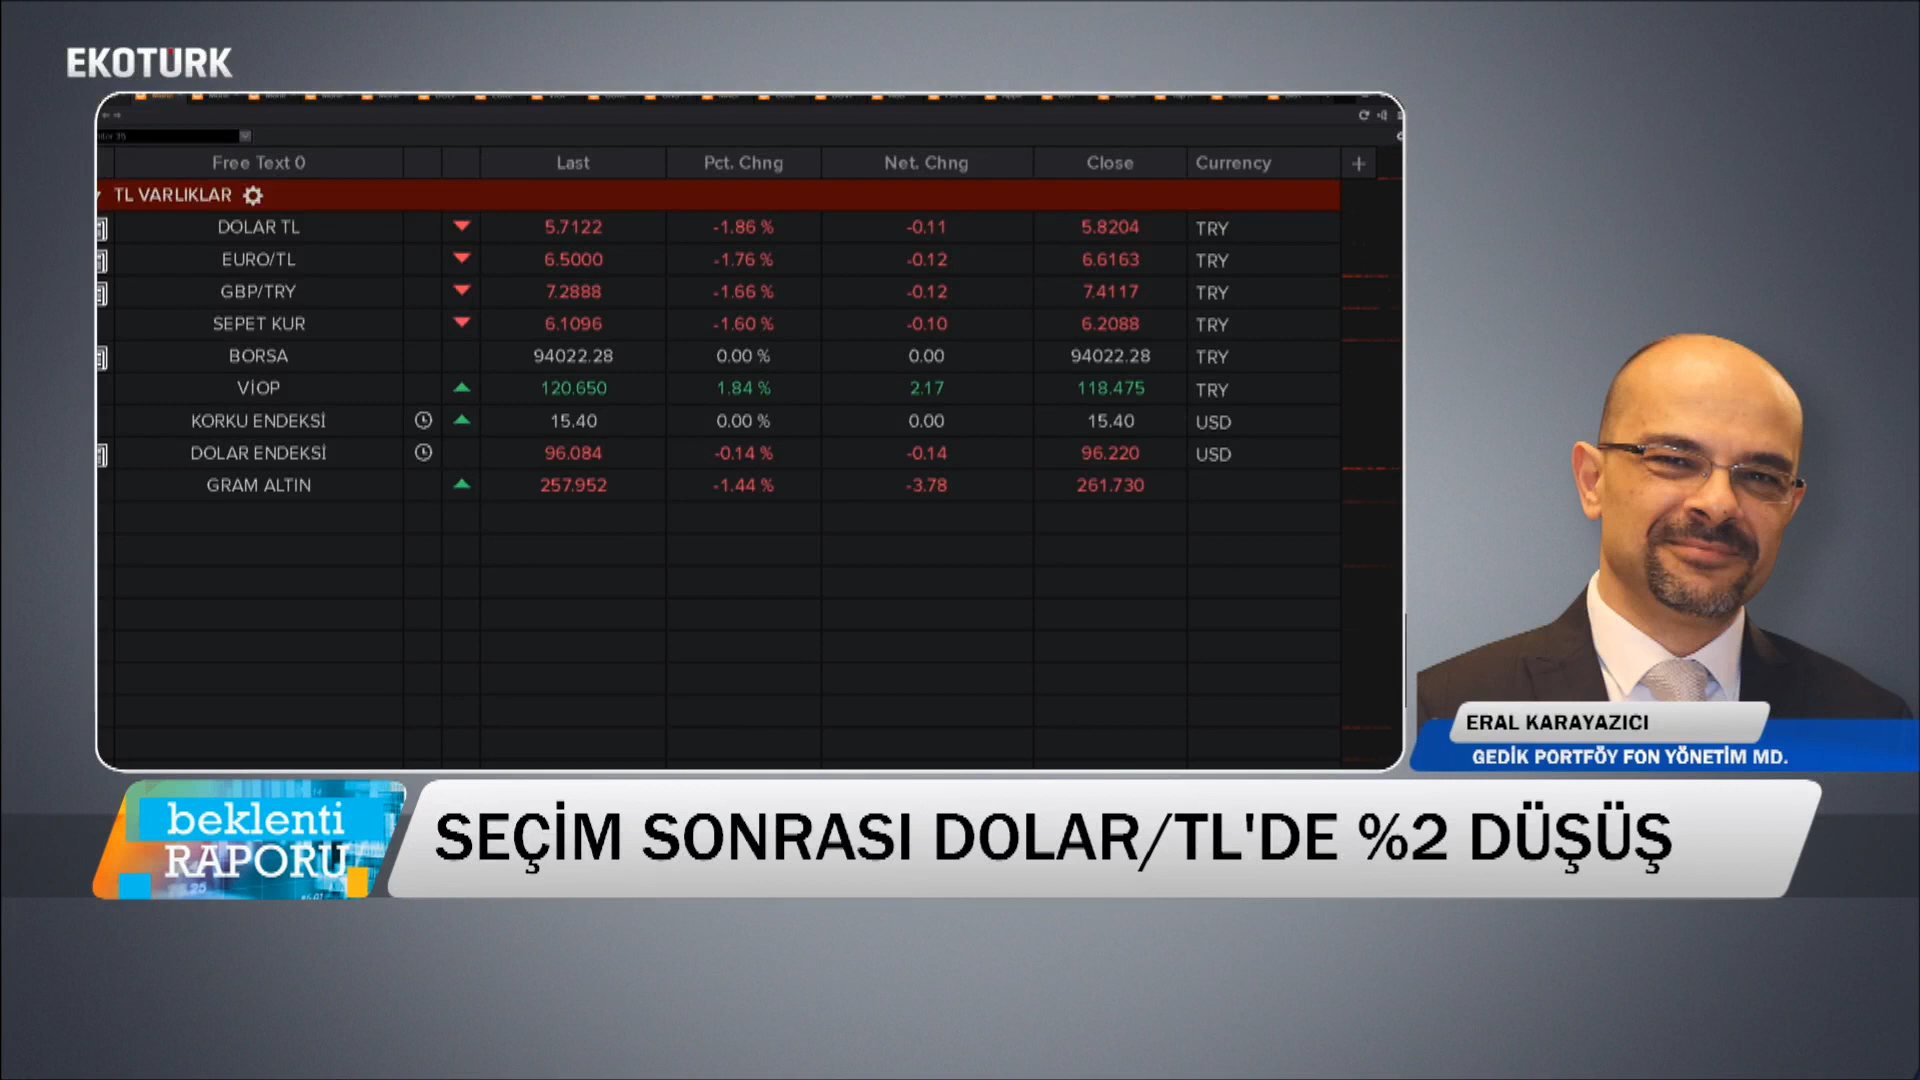 EKOTÜRK
Free Text 0 Last Pct. Chng Net. Chng Close Currency +
TL VARLIKLAR
DOLAR TL 5.7122 -1.86 % -0.11 5.8204 TRY
EURO/TL 6.5000 -1.76 % -0.12 6.6163 TRY
GBP/TRY 7.2888 -1.66 % -0.12 7.4117 TRY
SEPET KUR 6.1096 -1.60 % -0.10 6.2088 TRY
BORSA 94022.28 0.00 % 0.00 94022.28 TRY
VİOP 120.650 1.84 % 2.17 118.475 TRY
KORKU ENDEKSİ 15.40 0.00 % 0.00 15.40 USD
DOLAR ENDEKSİ 96.084 -0.14 % -0.14 96.220 USD
GRAM ALTIN 257.952 -1.44 % -3.78 261.730
ERAL KARAYAZICI
GEDİK PORTFÖY FON YÖNETİM MD.
beklenti
RAPORU
SEÇİM SONRASI DOLAR/TL'DE %2 DÜŞÜŞ